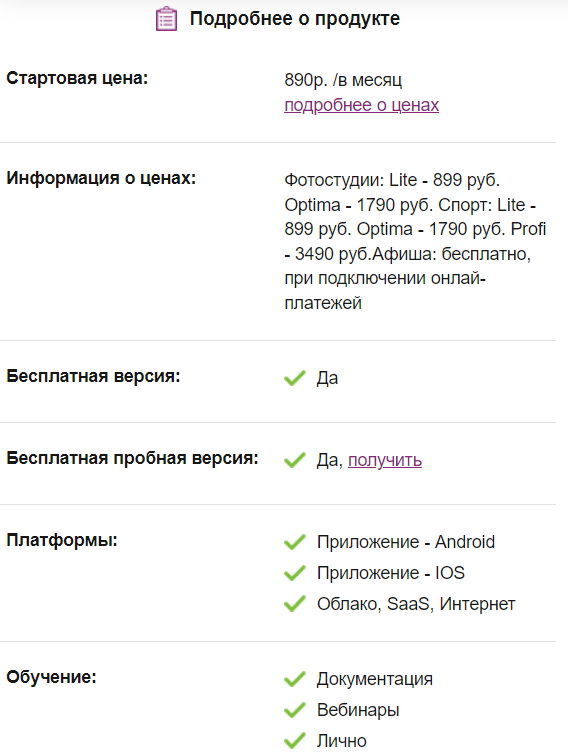 Подробнее о продукте
Стартовая цена:
890р. /в месяц
подробнее о ценах
Информация о ценах:
Фотостудии: Lite - 899 руб.
Optima - 1790 руб. Спорт: Lite -
899 руб. Optima - 1790 руб. Profi
- 3490 руб.Афиша: бесплатно,
при подключении онлай-
платежей
Бесплатная версия:
Да
Бесплатная пробная версия:
Да, получить
Платформы:
Приложение - Android
Приложение - IOS
Облако, SaaS, Интернет
Обучение:
Документация
Вебинары
Лично